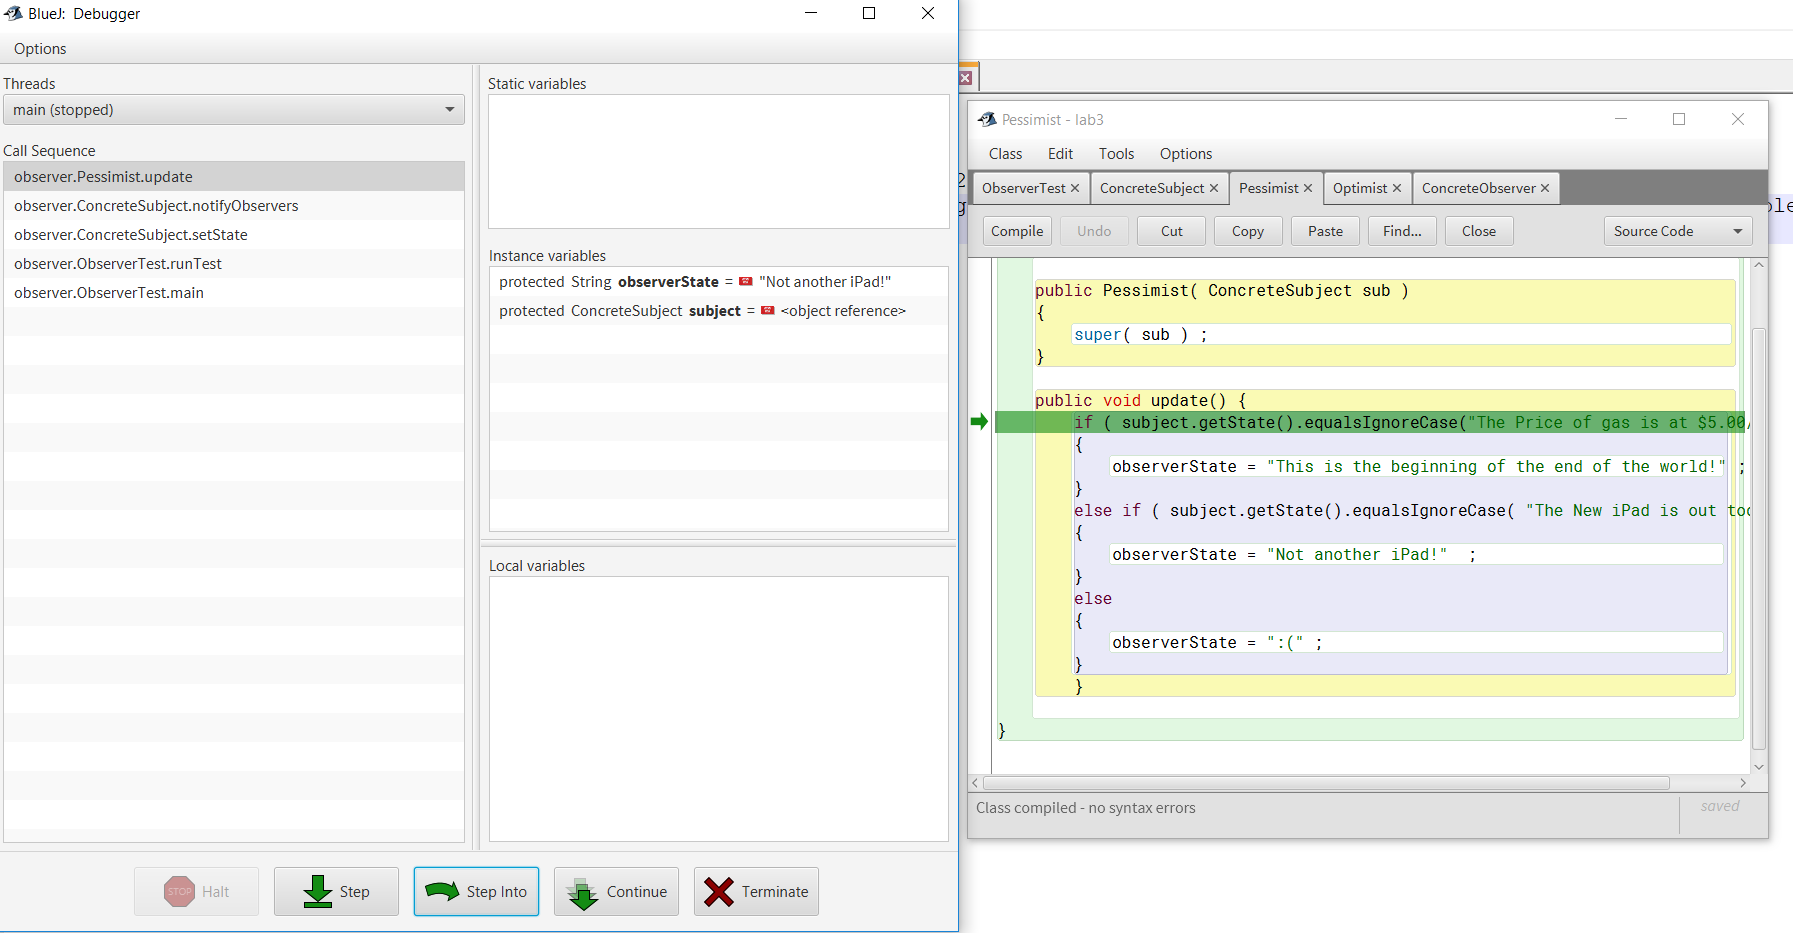 BlueJ: Debugger
Options
Threads
main (stopped)
Call Sequence
observer.Pessimist.update
observer.ConcreteSubject.notifyObservers
observer.ConcreteSubject.setState
observer.ObserverTest.runTest
observer.ObserverTest.main
Static variables
Instance variables
protected String observerState = "Not another iPad!"
protected ConcreteSubject subject = <object reference>
Local variables
STOP Halt
Step
Step Into
Continue
Terminate
Pessimist - lab3
Class Edit Tools Options
ObserverTest ConcreteSubject Pessimist Optimist ConcreteObserver
Compile Undo Cut Copy Paste Find... Close Source Code
public Pessimist( ConcreteSubject sub )
{
super( sub ) ;
}
public void update() {
if ( subject.getState().equalsIgnoreCase("The Price of gas is at $5.00/
{
observerState = "This is the beginning of the end of the world!" ;
}
else if ( subject.getState().equalsIgnoreCase( "The New iPad is out too
{
observerState = "Not another iPad!" ;
}
else
{
observerState = ":(" ;
}
}
}
Class compiled - no syntax errors
saved